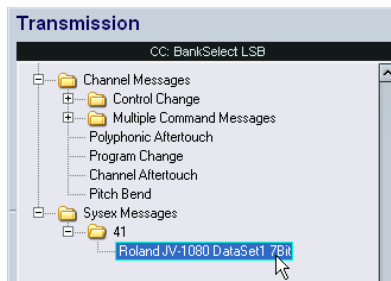 Transmission
CC: BankSelect LSB
Channel Messages
Control Change
Multiple Command Messages
Polyphonic Aftertouch
Program Change
Channel Aftertouch
Pitch Bend
Sysex Messages
41
Roland JV-1080 DataSet1 7Bit